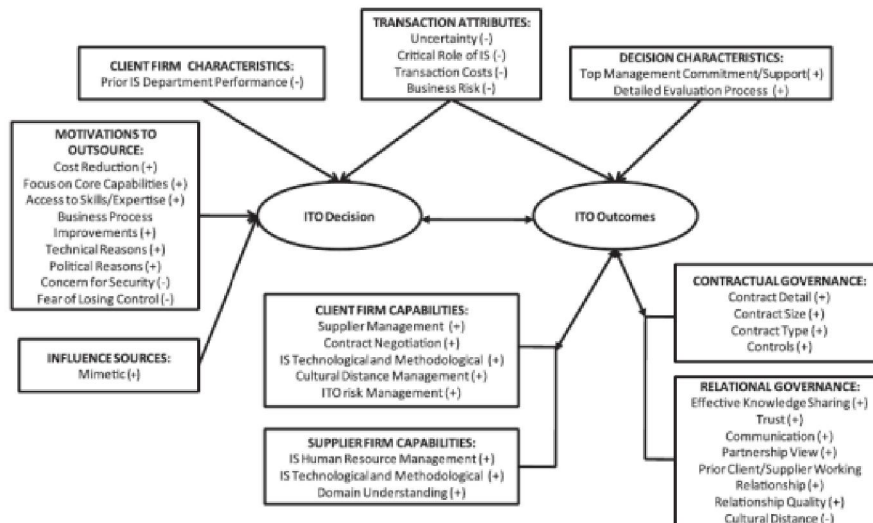 TRANSACTION ATTRIBUTES:
Uncertainty (-)
Critical Role of IS (-)
Transaction Costs (-)
Business Risk (-)
CLIENT FIRM CHARACTERISTICS:
Prior IS Department Performance (-)
DECISION CHARACTERISTICS:
Top Management Commitment/Support(+)
Detailed Evaluation Process (+)
MOTIVATIONS TO
OUTSOURCE:
Cost Reduction (+)
Focus on Core Capabilities (+)
Access to Skills/Expertise (+)
Business Process
Improvements (+)
Technical Reasons (+)
Political Reasons (+)
Concern for Security (-)
Fear of Losing Control (-)
ITO Decision
ITO Outcomes
INFLUENCE SOURCES:
Mimetic (+)
CLIENT FIRM CAPABILITIES:
Supplier Management (+)
Contract Negotiation (+)
IS Technological and Methodological (+)
Cultural Distance Management (+)
ITO risk Management (+)
SUPPLIER FIRM CAPABILITIES:
IS Human Resource Management (+)
IS Technological and Methodological (+)
Domain Understanding (+)
CONTRACTUAL GOVERNANCE:
Contract Detail (+)
Contract Size (+)
Contract Type (+)
Controls (+)
RELATIONAL GOVERNANCE:
Effective Knowledge Sharing (+)
Trust (+)
Communication (+)
Partnership View (+)
Prior Client/Supplier Working
Relationship (+)
Relationship Quality (+)
Cultural Distance (-)